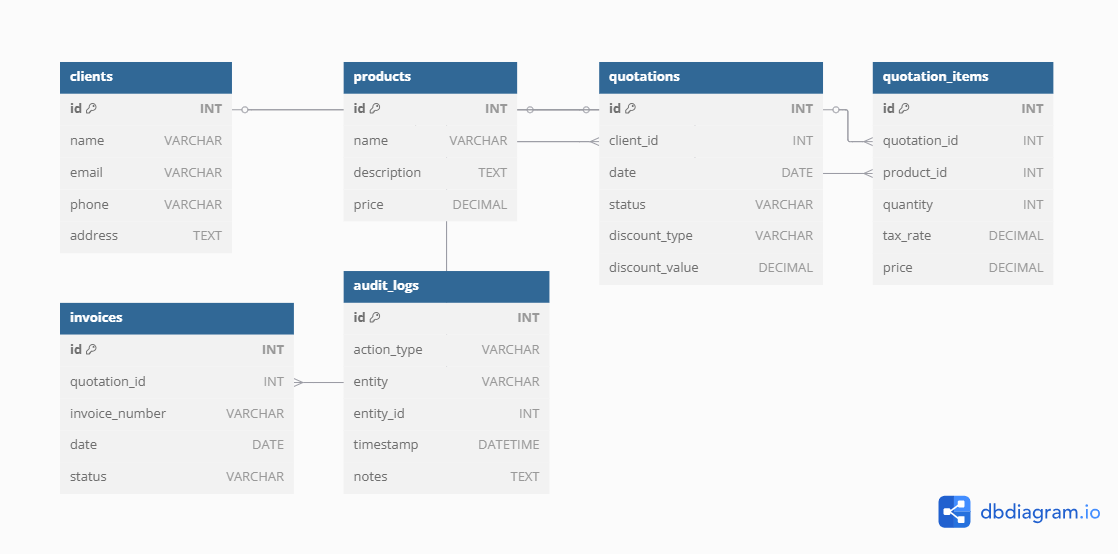 clients
id INT
name VARCHAR
email VARCHAR
phone VARCHAR
address TEXT
products
id INT
name VARCHAR
description TEXT
price DECIMAL
quotations
id INT
client_id INT
date DATE
status VARCHAR
discount_type VARCHAR
discount_value DECIMAL
quotation_items
id INT
quotation_id INT
product_id INT
quantity INT
tax_rate DECIMAL
price DECIMAL
invoices
id INT
quotation_id INT
invoice_number VARCHAR
date DATE
status VARCHAR
audit_logs
id INT
action_type VARCHAR
entity VARCHAR
entity_id INT
timestamp DATETIME
notes TEXT
dbdiagram.io